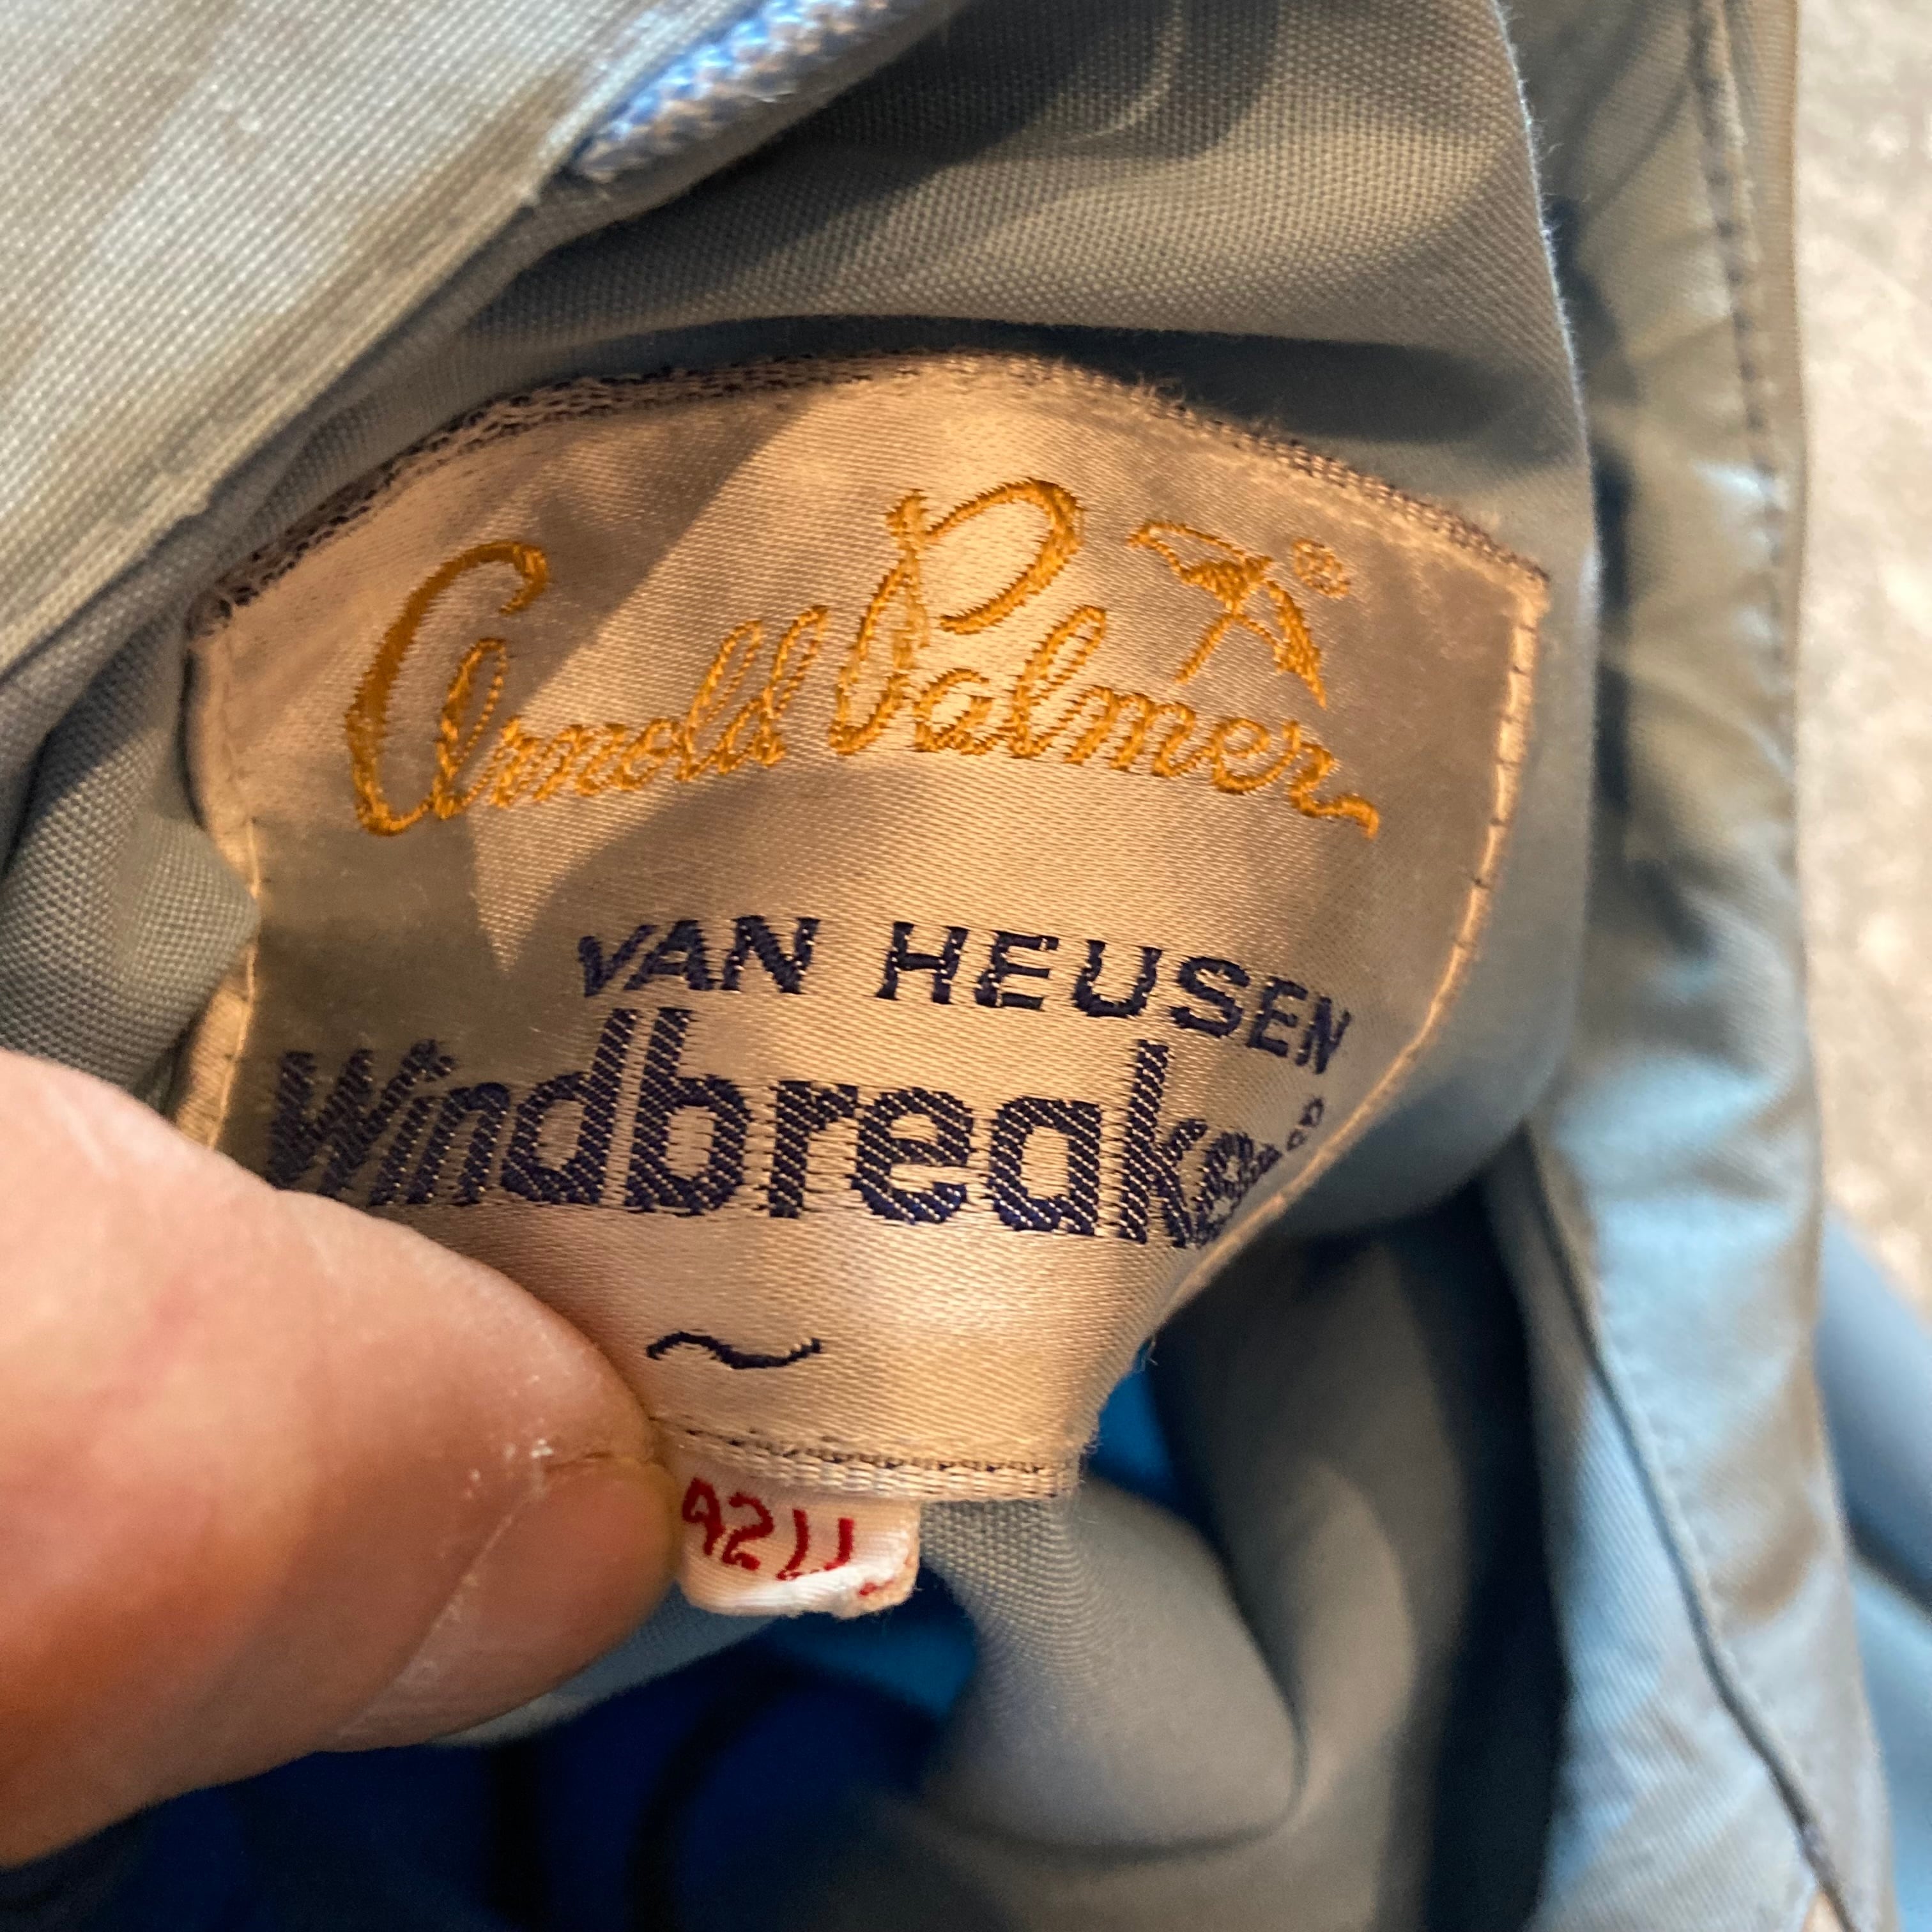 Arnold Palmer ®
VAN HEUSEN
Windbreaker
~